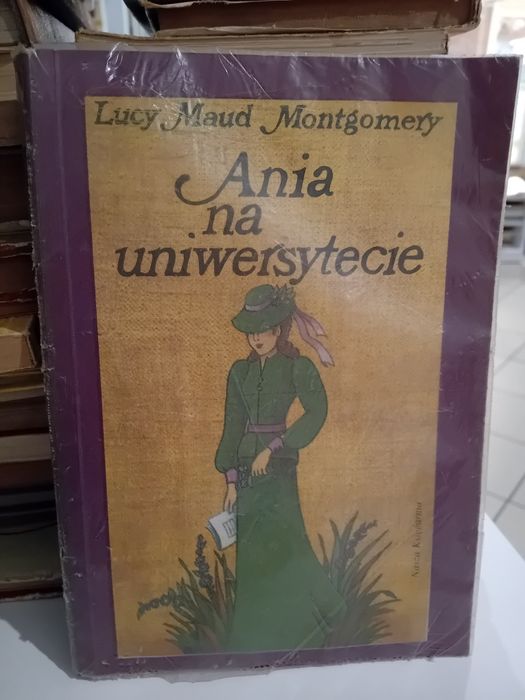 Lucy Maud Montgomery
Ania
na
uniwersytecie
Nasza Księgarnia